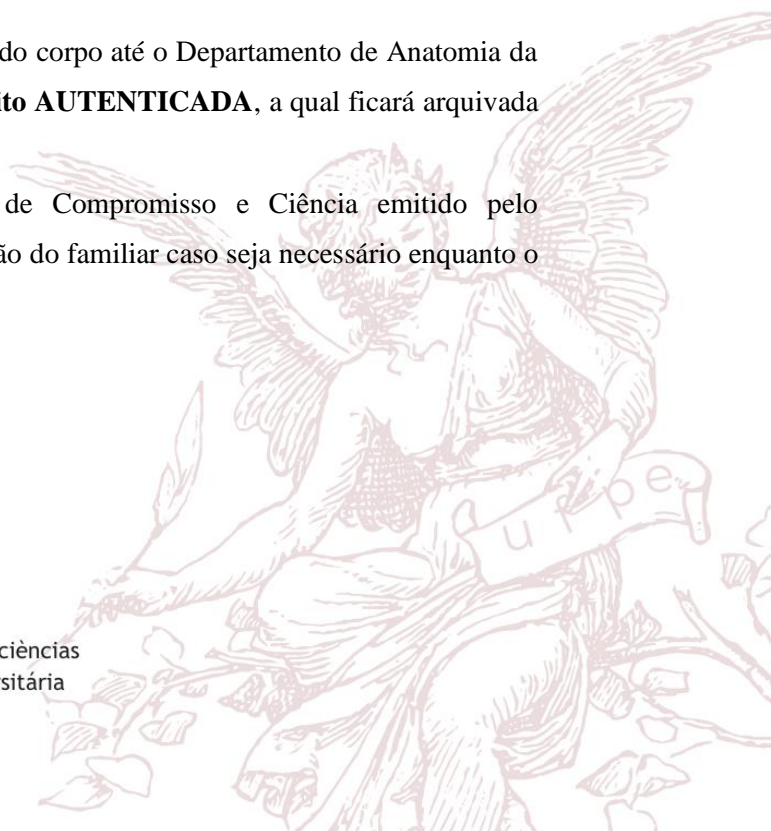 do corpo até o Departamento de Anatomia da
ito AUTENTICADA, a qual ficará arquivada
de Compromisso e Ciência emitido pelo
ão do familiar caso seja necessário enquanto o
ufpe
ciências
sitária